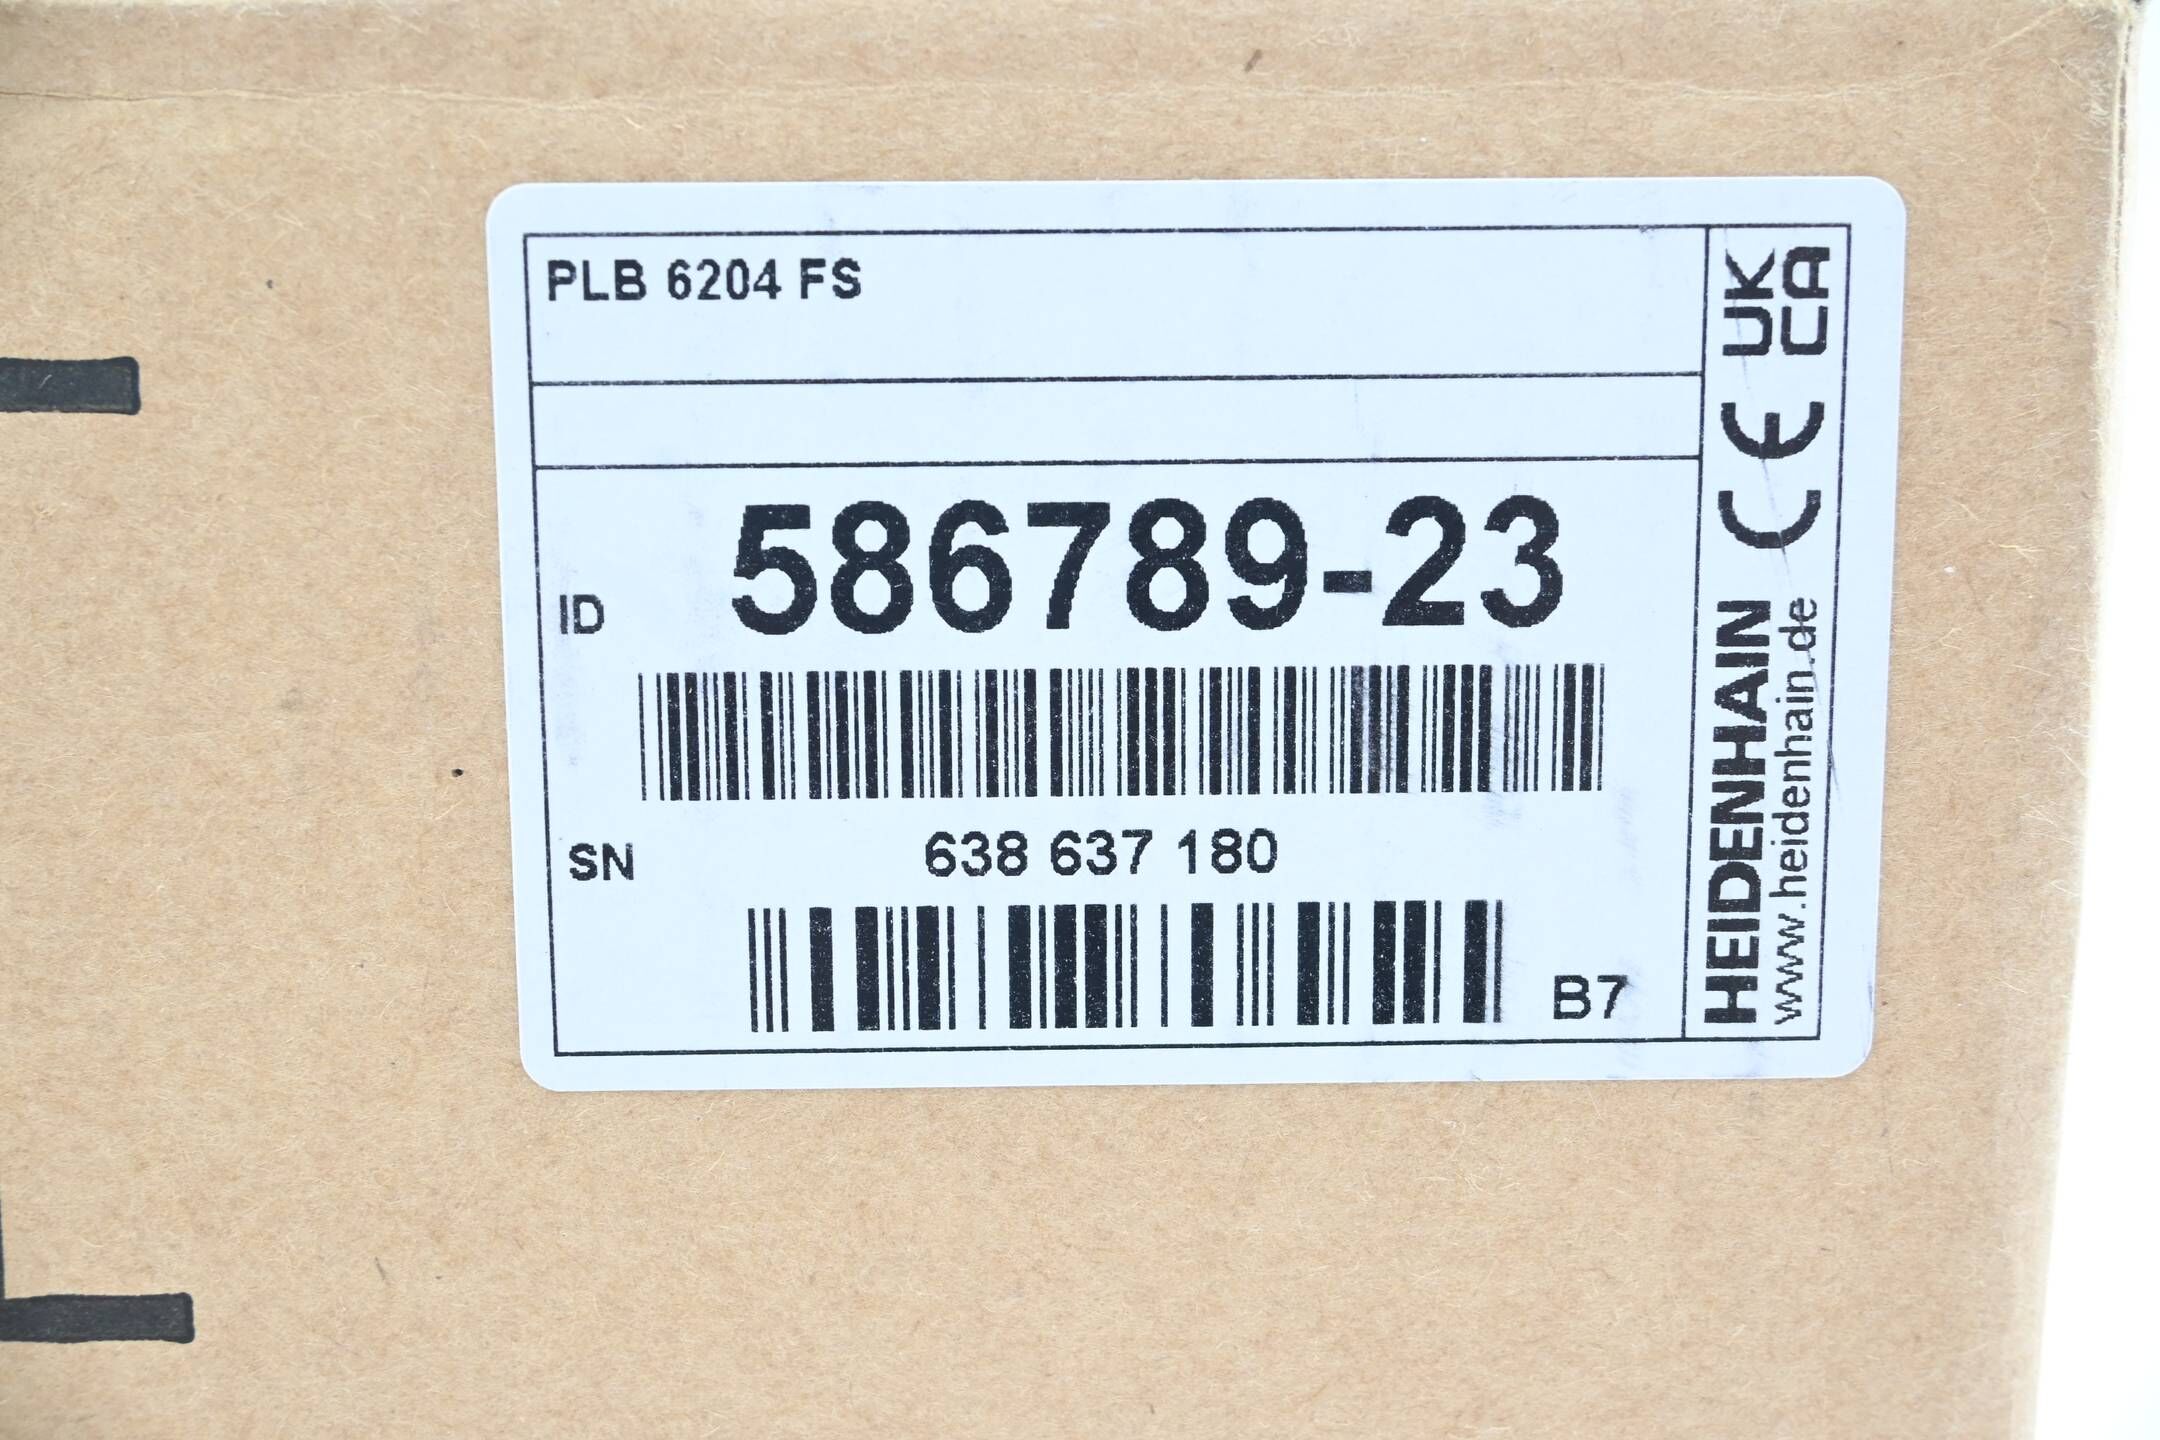 PLB 6204 FS
ID 586789-23
SN 638 637 180
B7
HEIDENHAIN
www.heidenhain.de
CE
UK
CA